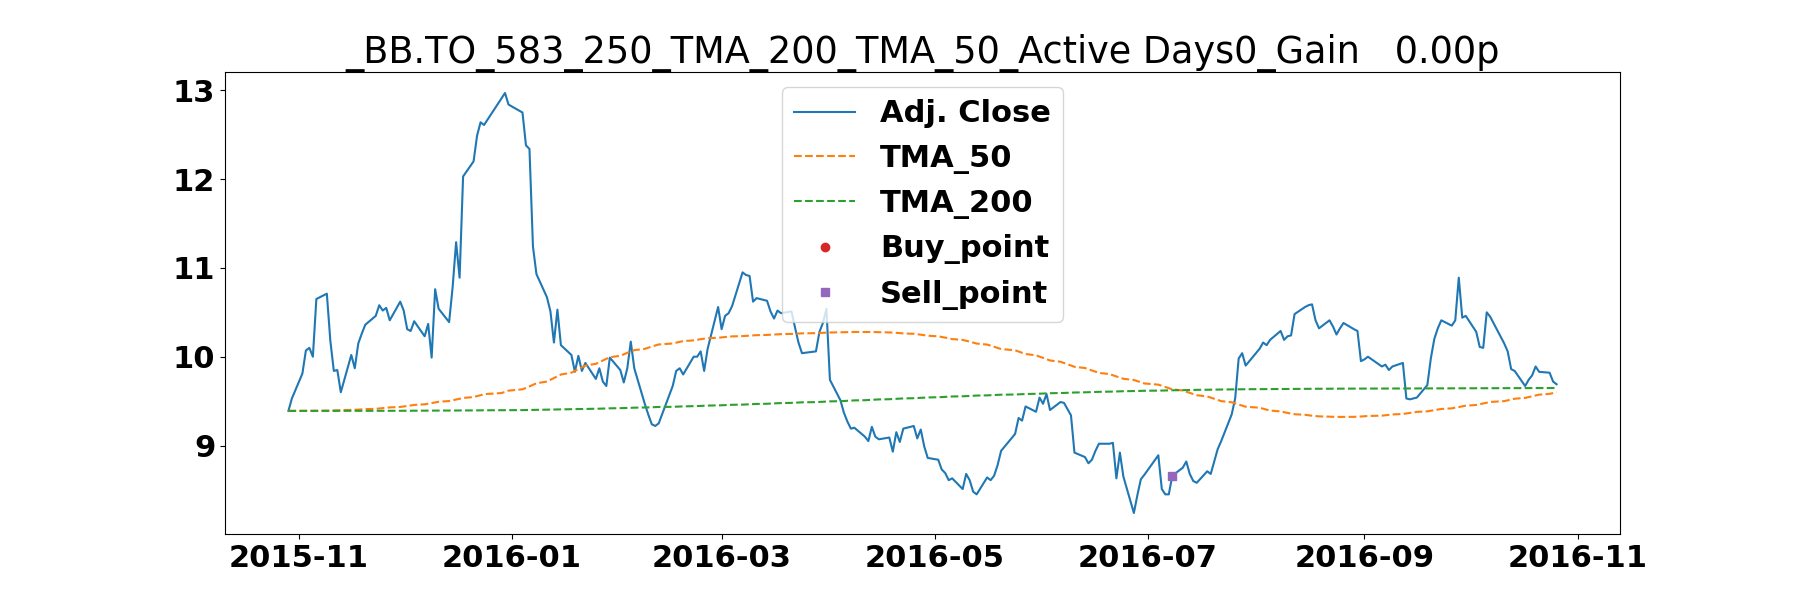 _BB.TO_583_250_TMA_200_TMA_50_Active Days0_Gain   0.00p
13
12
11
10
9
Adj. Close
TMA_50
TMA_200
Buy_point
Sell_point
2015-11 2016-01 2016-03 2016-05 2016-07 2016-09 2016-11